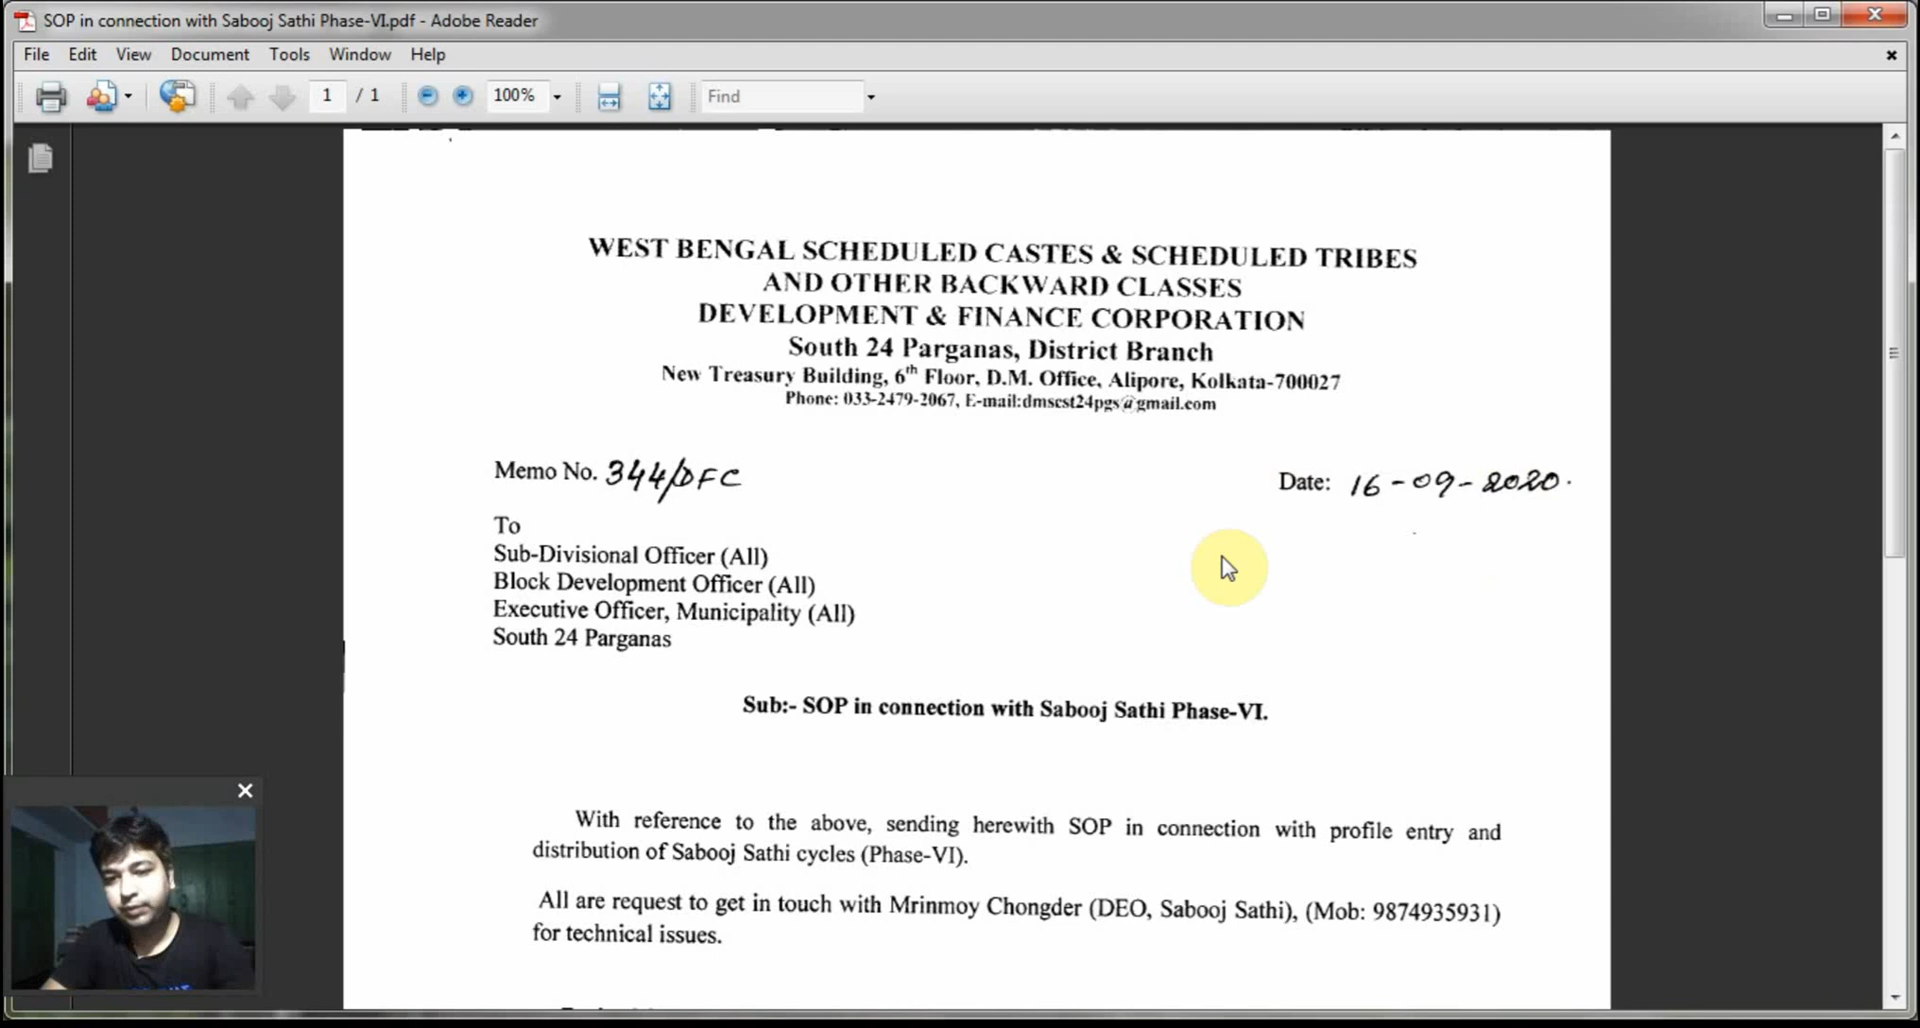 SOP in connection with Sabooj Sathi Phase-VI.pdf - Adobe Reader
File Edit View Document Tools Window Help
1 / 1 100% Find
WEST BENGAL SCHEDULED CASTES & SCHEDULED TRIBES
AND OTHER BACKWARD CLASSES
DEVELOPMENT & FINANCE CORPORATION
South 24 Parganas, District Branch
New Treasury Building, 6th Floor, D.M. Office, Alipore, Kolkata-700027
Phone: 033-2479-2067, E-mail:dmscst24pgs@gmail.com
Memo No. 344/DFC Date: 16-09-2020.
To
Sub-Divisional Officer (All)
Block Development Officer (All)
Executive Officer, Municipality (All)
South 24 Parganas
Sub:- SOP in connection with Sabooj Sathi Phase-VI.
With reference to the above, sending herewith SOP in connection with profile entry and
distribution of Sabooj Sathi cycles (Phase-VI).
All are request to get in touch with Mrinmoy Chongder (DEO, Sabooj Sathi), (Mob: 9874935931)
for technical issues.